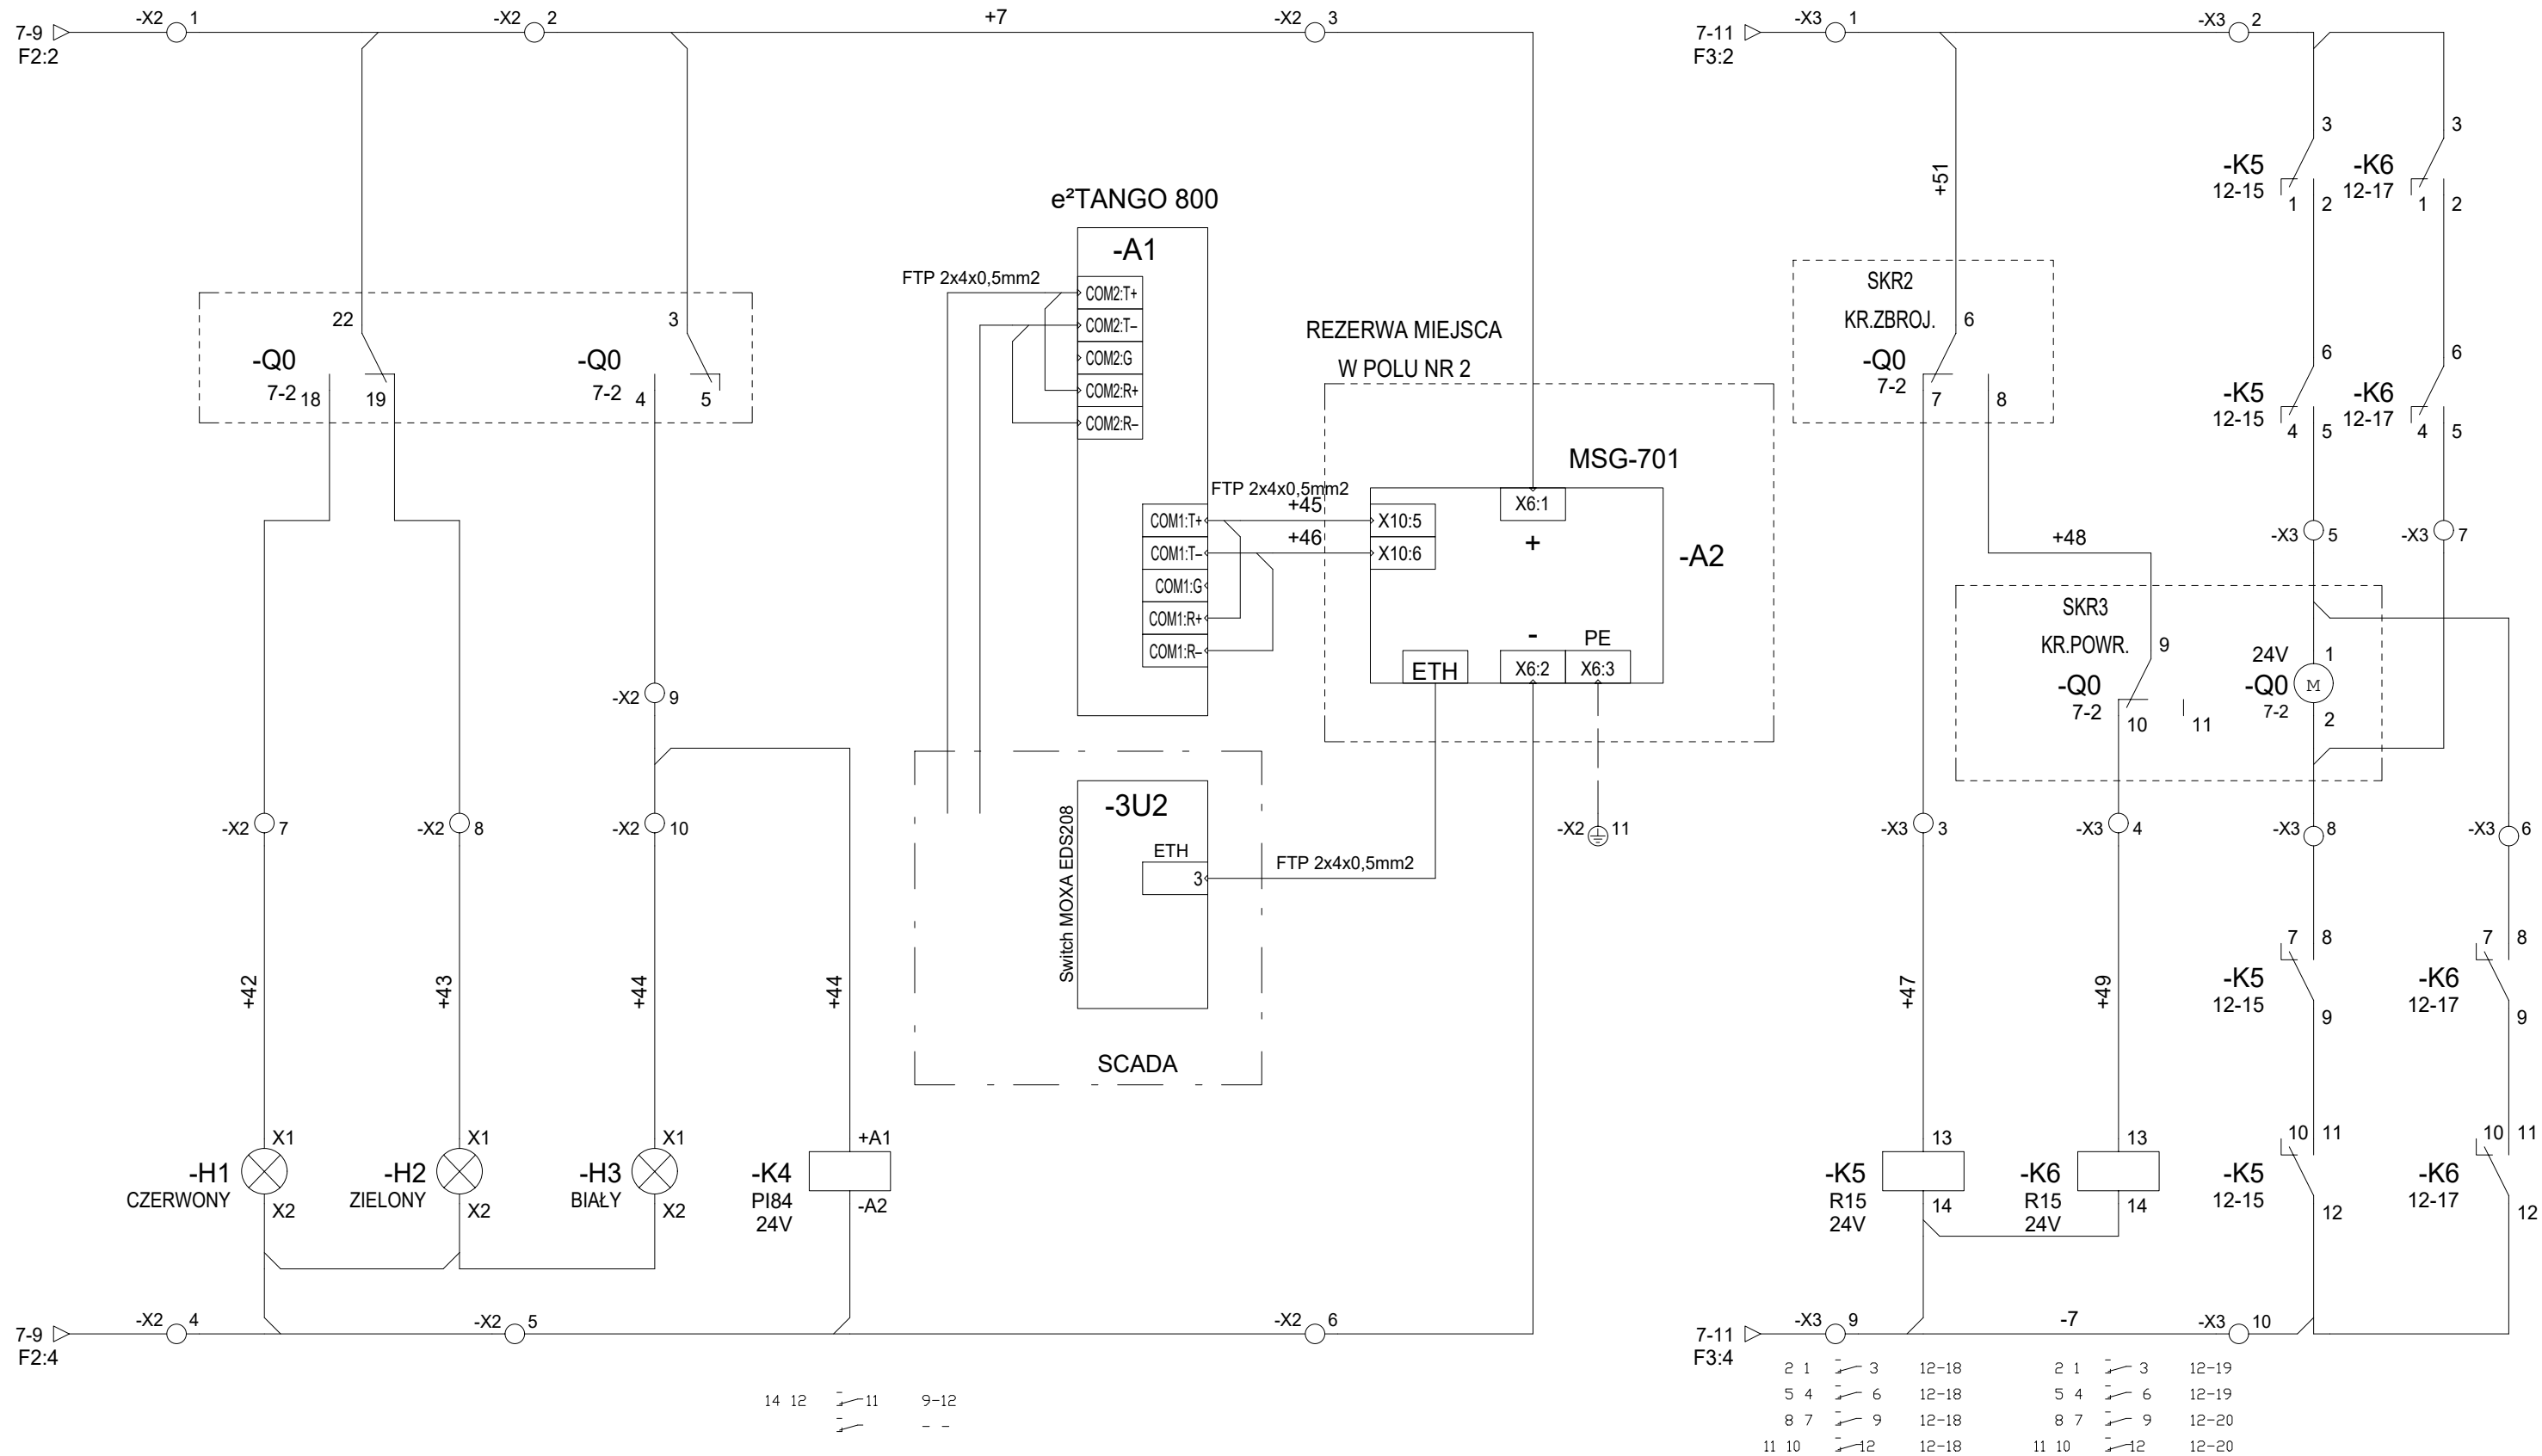 -X2 1
-X2 2
+7
-X2 3
-X3 1
-X3 2
7-9
F2:2
7-11
F3:2
3
3
-K5
12-15
1 2
-K6
12-17
1 2
+51
e²TANGO 800
-A1
FTP 2x4x0,5mm2
COM2:T+
COM2:T–
COM2:G
COM2:R+
COM2:R–
SKR2
KR.ZBROJ.
6
-Q0
7-2
7
8
22
-Q0
7-2
18
19
3
-Q0
7-2
4
5
REZERWA MIEJSCA
W POLU NR 2
6
6
-K5
12-15
4 5
-K6
12-17
4 5
MSG-701
FTP 2x4x0,5mm2
+45
+46
COM1:T+
COM1:T–
COM1:G
COM1:R+
COM1:R–
X10:5
X10:6
X6:1
+
-A2
-
PE
ETH
X6:2
X6:3
+48
-X3 5
-X3 7
SKR3
KR.POWR.
9
-Q0
7-2
10
11
24V
-Q0
7-2
1
M
2
-X2 9
-X2 7
-X2 8
-X2 10
-3U2
Switch MOXA EDS208
ETH
3
FTP 2x4x0,5mm2
SCADA
-X2 11
-X3 3
-X3 4
-X3 8
-X3 6
+42
+43
+44
+44
+47
+49
7 8
-K5
12-15
9
7 8
-K6
12-17
9
X1
-H1
CZERWONY
X2
X1
-H2
ZIELONY
X2
X1
-H3
BIAŁY
X2
+A1
-K4
PI84
24V
-A2
13
-K5
R15
24V
14
13
-K6
R15
24V
14
10 11
-K5
12-15
12
10 11
-K6
12-17
12
7-9
F2:4
-X2 4
-X2 5
-X2 6
7-11
F3:4
-X3 9
-7
-X3 10
14 12 11 9-12
- -
2 1 3 12-18
5 4 6 12-18
8 7 9 12-18
11 10 12 12-18
2 1 3 12-19
5 4 6 12-19
8 7 9 12-20
11 10 12 12-20